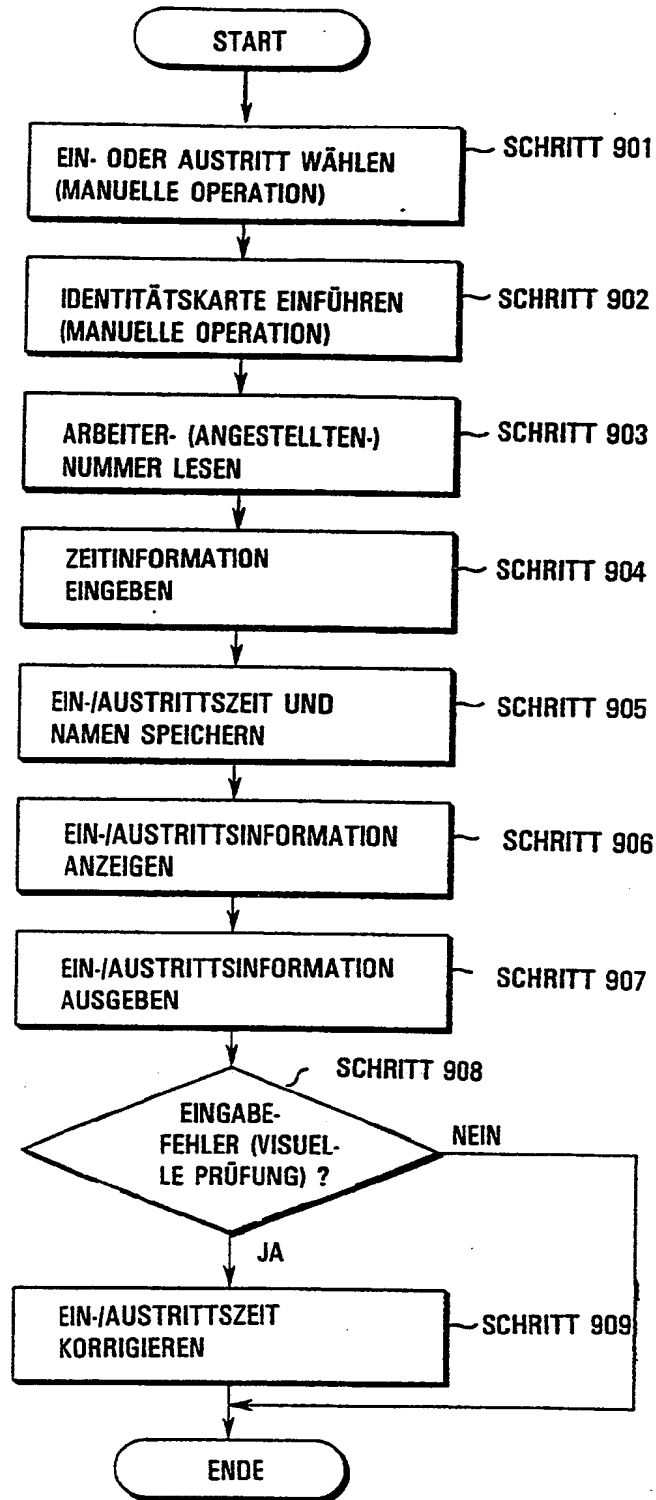 START
EIN- ODER AUSTRITT WÄHLEN
(MANUELLE OPERATION)
SCHRITT 901
IDENTITÄTSKARTE EINFÜHREN
(MANUELLE OPERATION)
SCHRITT 902
ARBEITER- (ANGESTELLTEN-)
NUMMER LESEN
SCHRITT 903
ZEITINFORMATION
EINGEBEN
SCHRITT 904
EIN-/AUSTRITTSZEIT UND
NAMEN SPEICHERN
SCHRITT 905
EIN-/AUSTRITTSINFORMATION
ANZEIGEN
SCHRITT 906
EIN-/AUSTRITTSINFORMATION
AUSGEBEN
SCHRITT 907
SCHRITT 908
EINGABE-
FEHLER (VISUEL-
LE PRÜFUNG) ?
NEIN
JA
EIN-/AUSTRITTSZEIT
KORRIGIEREN
SCHRITT 909
ENDE